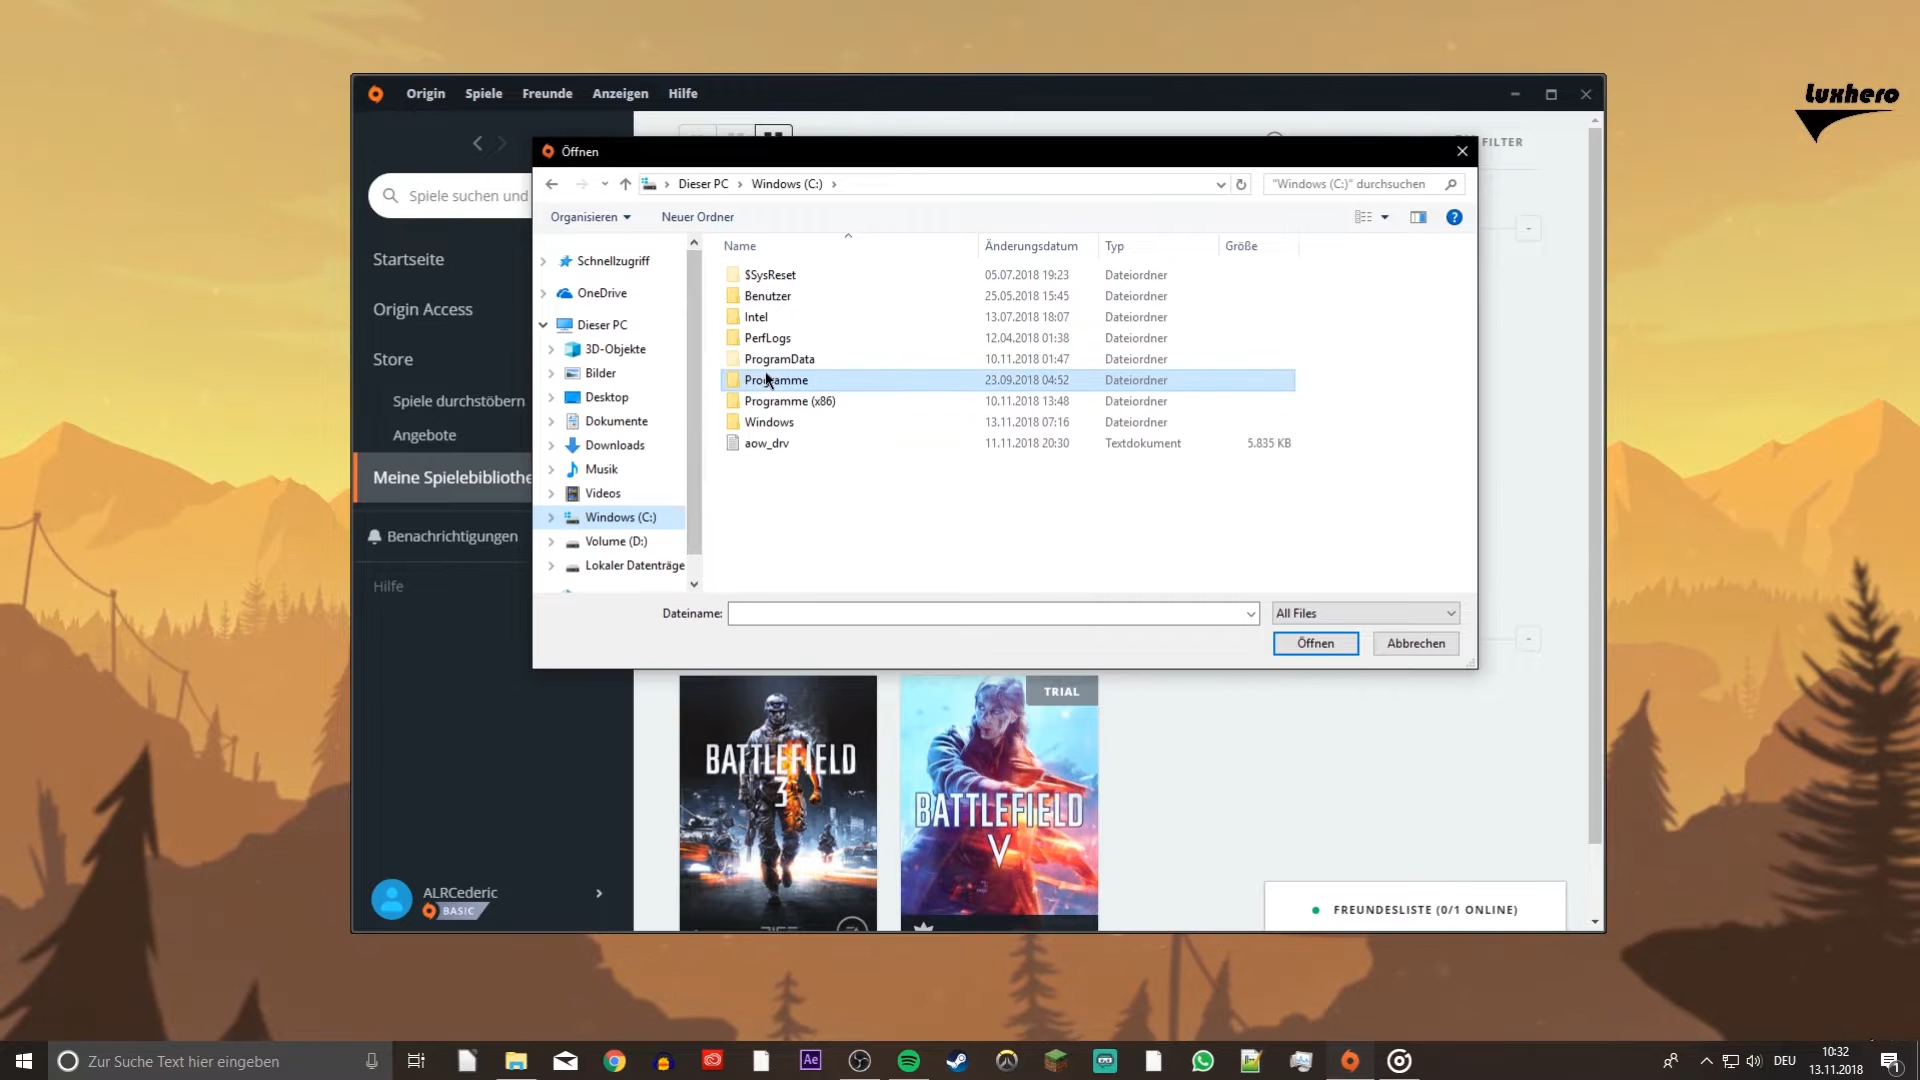 luxhero
Origin Spiele Freunde Anzeigen Hilfe
FILTER
Spiele suchen und
Startseite
Origin Access
Store
Spiele durchstöbern
Angebote
Meine Spielebibliothe
Benachrichtigungen
Hilfe
ALRCederic
BASIC
Öffnen
Dieser PC > Windows (C:) >
"Windows (C:)" durchsuchen
Organisieren
Neuer Ordner
Schnellzugriff
OneDrive
Dieser PC
3D-Objekte
Bilder
Desktop
Dokumente
Downloads
Musik
Videos
Windows (C:)
Volume (D:)
Lokaler Datenträge
Name Änderungsdatum Typ Größe
$SysReset 05.07.2018 19:23 Dateiordner
Benutzer 25.05.2018 15:45 Dateiordner
Intel 13.07.2018 18:07 Dateiordner
PerfLogs 12.04.2018 01:38 Dateiordner
ProgramData 10.11.2018 01:47 Dateiordner
Programme 23.09.2018 04:52 Dateiordner
Programme (x86) 10.11.2018 13:48 Dateiordner
Windows 13.11.2018 07:16 Dateiordner
aow_drv 11.11.2018 20:30 Textdokument 5.835 KB
Dateiname:
All Files
Öffnen
Abbrechen
BATTLEFIELD
3
TRIAL
BATTLEFIELD
V
FREUNDESLISTE (0/1 ONLINE)
Zur Suche Text hier eingeben
Ae
DEU
10:32
13.11.2018
1